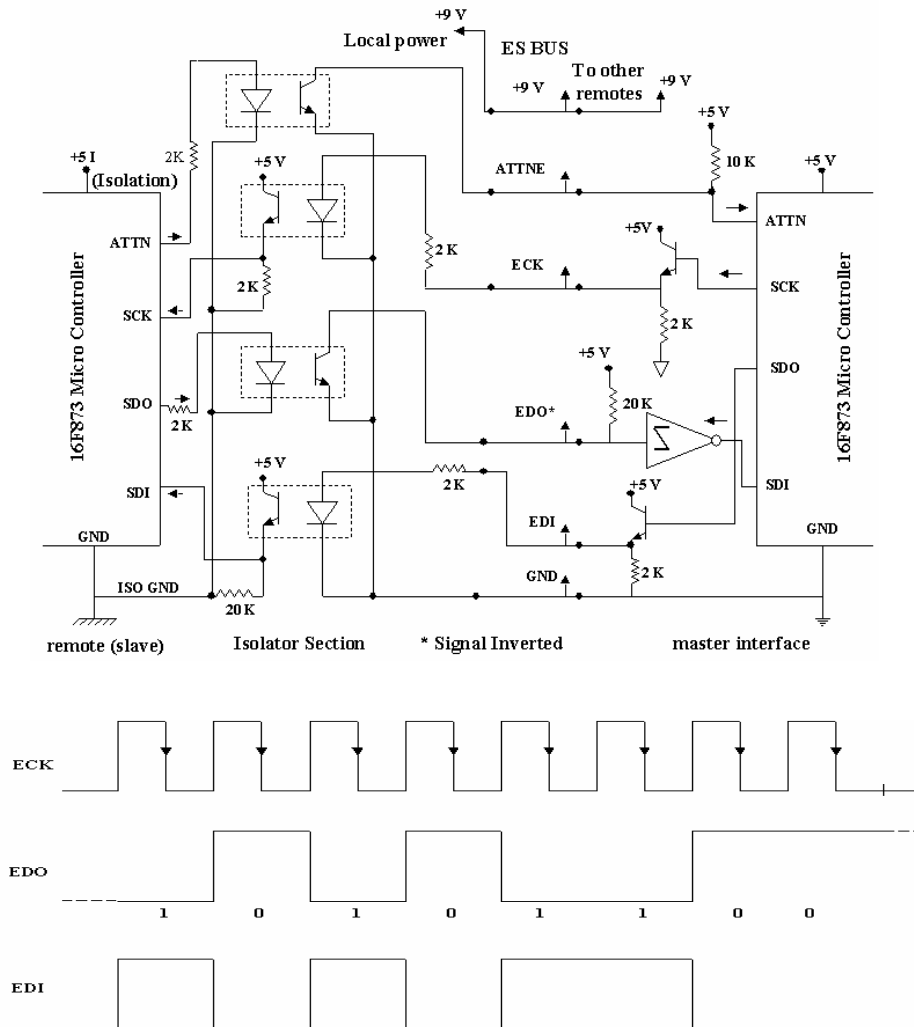 +9 V
Local power
ES BUS
To other
remotes
+9 V
+9 V
+5 V
10 K
+5 V
+5 I
(Isolation)
2K
+5 V
ATTNE
ATTN
ATTN
2 K
+5V
ECK
2 K
SCK
SCK
2 K
16F873 Micro Controller
16F873 Micro Controller
SDO
+5 V
SDO
2 K
EDO*
20 K
Σ
+5 V
2 K
+5 V
SDI
SDI
EDI
GND
GND
2 K
GND
ISO GND
20 K
remote (slave)
Isolator Section
* Signal Inverted
master interface
ECK
EDO
1 0 1 0 1 1 0 0
EDI